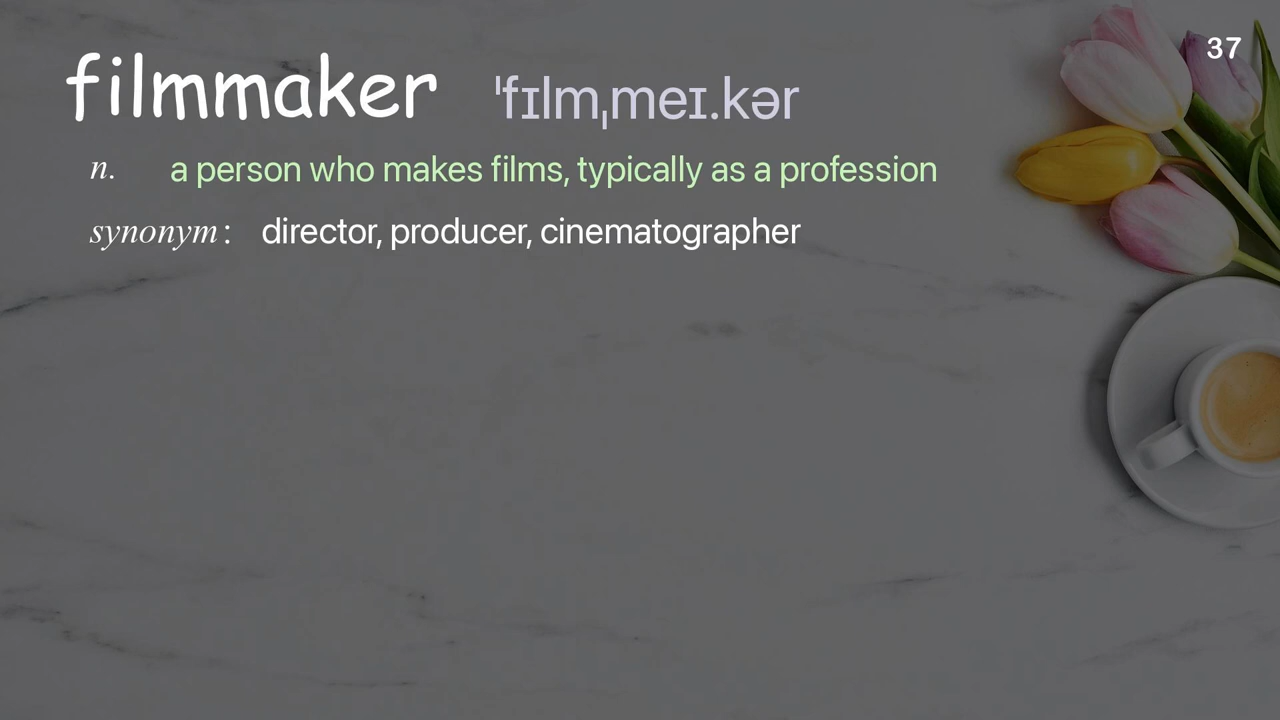 37
filmmaker ˈfɪlmˌmeɪ.kər
n. a person who makes films, typically as a profession
synonym : director, producer, cinematographer